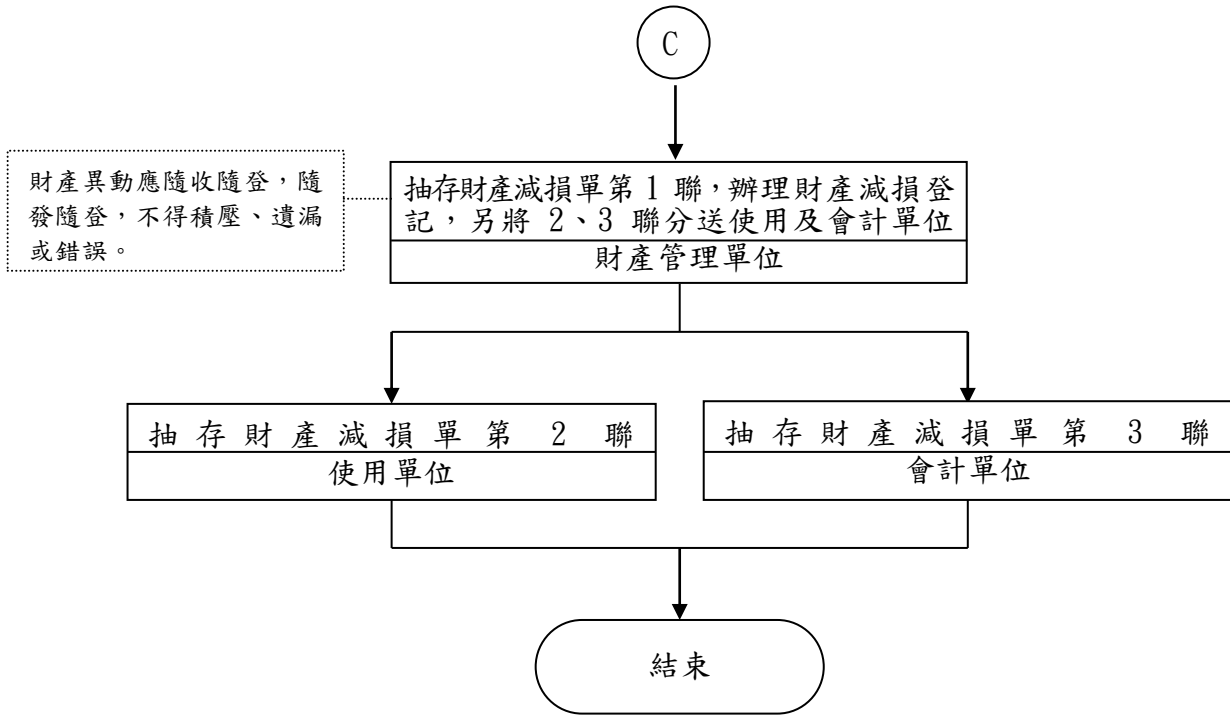 C
財產異動應隨收隨登,隨
發隨登,不得積壓、遺漏
或錯誤。
抽存財產減損單第 1 聯,辦理財產減損登
記,另將 2、3 聯分送使用及會計單位
財產管理單位
抽存財產減損單第 2 聯
使用單位
抽存財產減損單第 3 聯
會計單位
結束